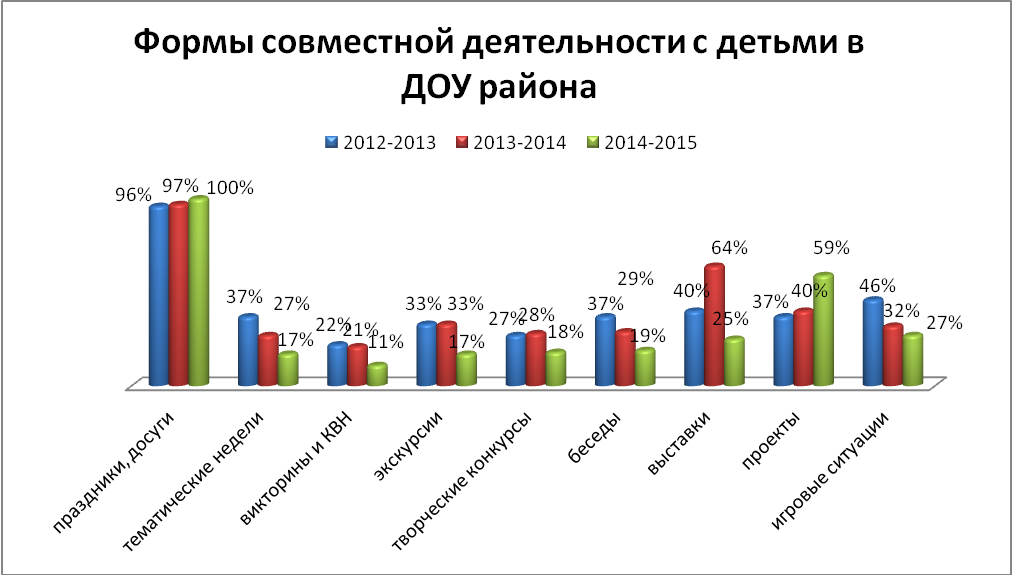 Формы совместной деятельности с детьми в
ДОУ района
2012-2013 2013-2014 2014-2015
96% 97% 100%
37% 27% 17%
22% 21% 11%
33% 33% 17%
27% 28% 18%
37% 29% 19%
40% 64% 25%
37% 40% 59%
46% 32% 27%
праздники, досуги
тематические недели
викторины и КВН
экскурсии
творческие конкурсы
беседы
выставки
проекты
игровые ситуации